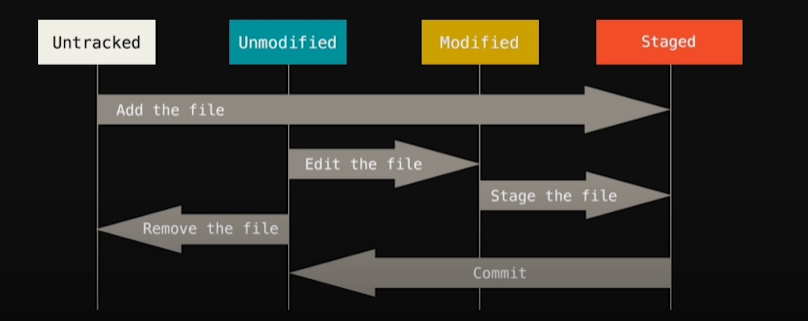 Untracked
Unmodified
Modified
Staged
Add the file
Edit the file
Stage the file
Remove the file
Commit